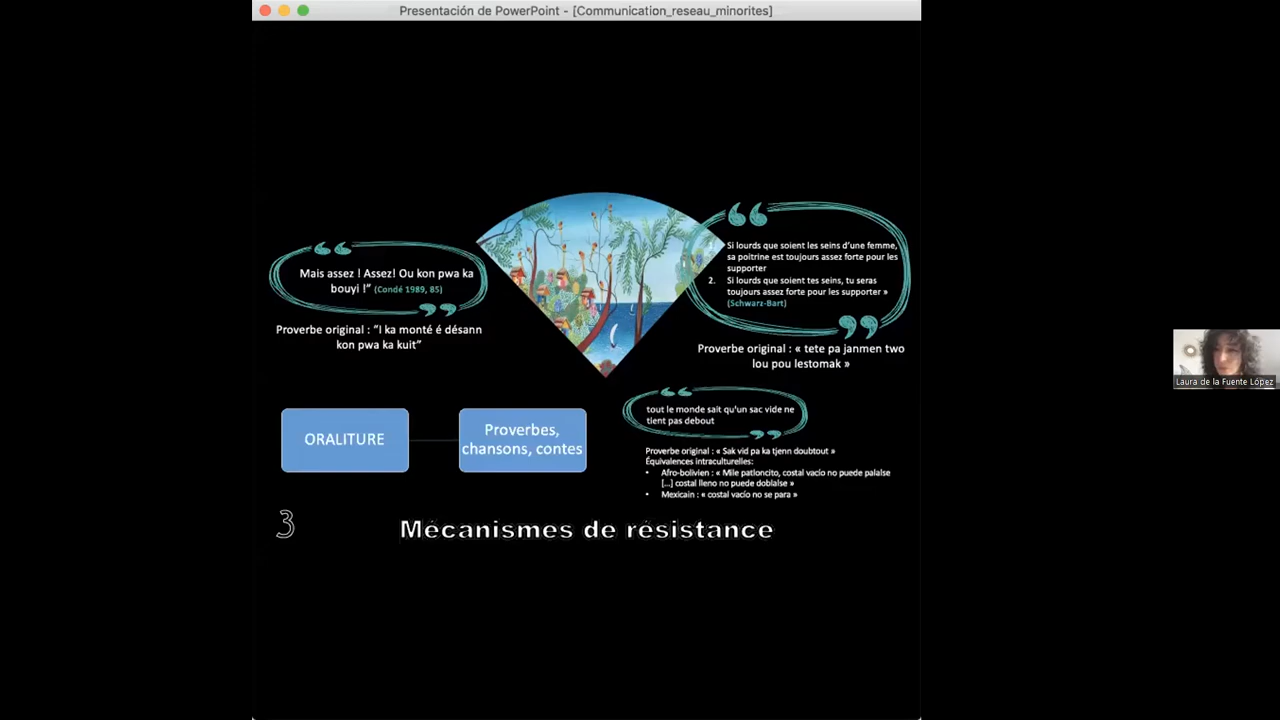 Presentación de PowerPoint - [Communication_reseau_minorites]
Mais assez ! Assez! Ou kon pwa ka
bouyi !” (Condé 1989, 85)
Proverbe original : “I ka monté é désann
kon pwa ka kuit”
Si lourds que soient les seins d’une femme,
sa poitrine est toujours assez forte pour les
supporter
2. Si lourds que soient tes seins, tu seras
toujours assez forte pour les supporter »
(Schwarz-Bart)
Proverbe original : « tete pa janmen two
lou pou lestomak »
ORALITURE
Proverbes,
chansons, contes
tout le monde sait qu'un sac vide ne
tient pas debout
Proverbe original : « Sak vid pa ka tjenn doubtout »
Équivalences intraculturelles:
• Afro-bolivien : « Mile patloncito, costal vacío no puede palalse
[…] costal lleno no puede doblalse »
• Mexicain : « costal vacío no se para »
3
Mécanismes de résistance
Laura de la Fuente López